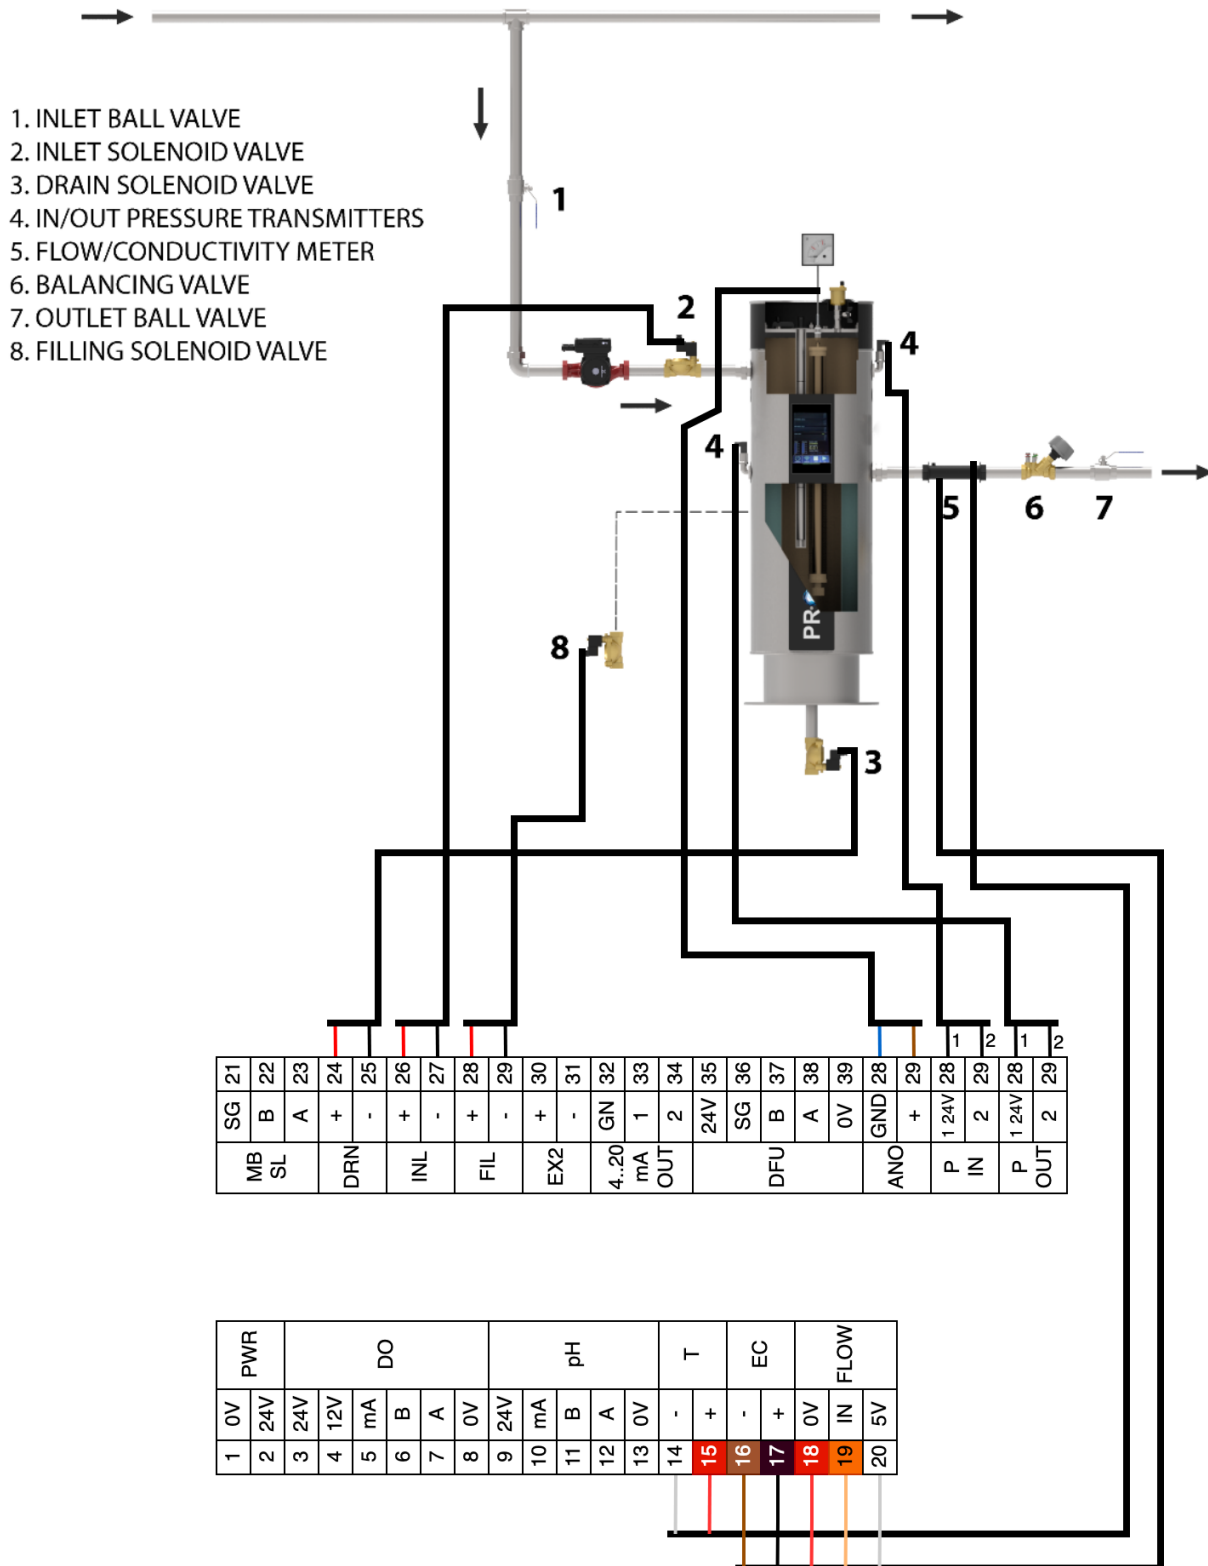 1. INLET BALL VALVE
2. INLET SOLENOID VALVE
3. DRAIN SOLENOID VALVE
4. IN/OUT PRESSURE TRANSMITTERS
5. FLOW/CONDUCTIVITY METER
6. BALANCING VALVE
7. OUTLET BALL VALVE
8. FILLING SOLENOID VALVE
1
2
4
4
5 6 7
8
PR
3
1 2 1 2
21 22 23 24 25 26 27 28 29 30 31 32 33 34 35 36 37 38 39 28 29 28 29 28 29
SG B A + - + - + - + - GN 1 2 24V SG B A 0V GND + 1 24V 2 1 24V 2
MB SL DRN INL FIL EX2 4..20 mA OUT DFU ANO P IN P OUT
PWR DO pH T EC FLOW
0V 24V 24V 12V mA B A 0V 24V mA B A 0V - + - + 0V IN 5V
1 2 3 4 5 6 7 8 9 10 11 12 13 14 15 16 17 18 19 20